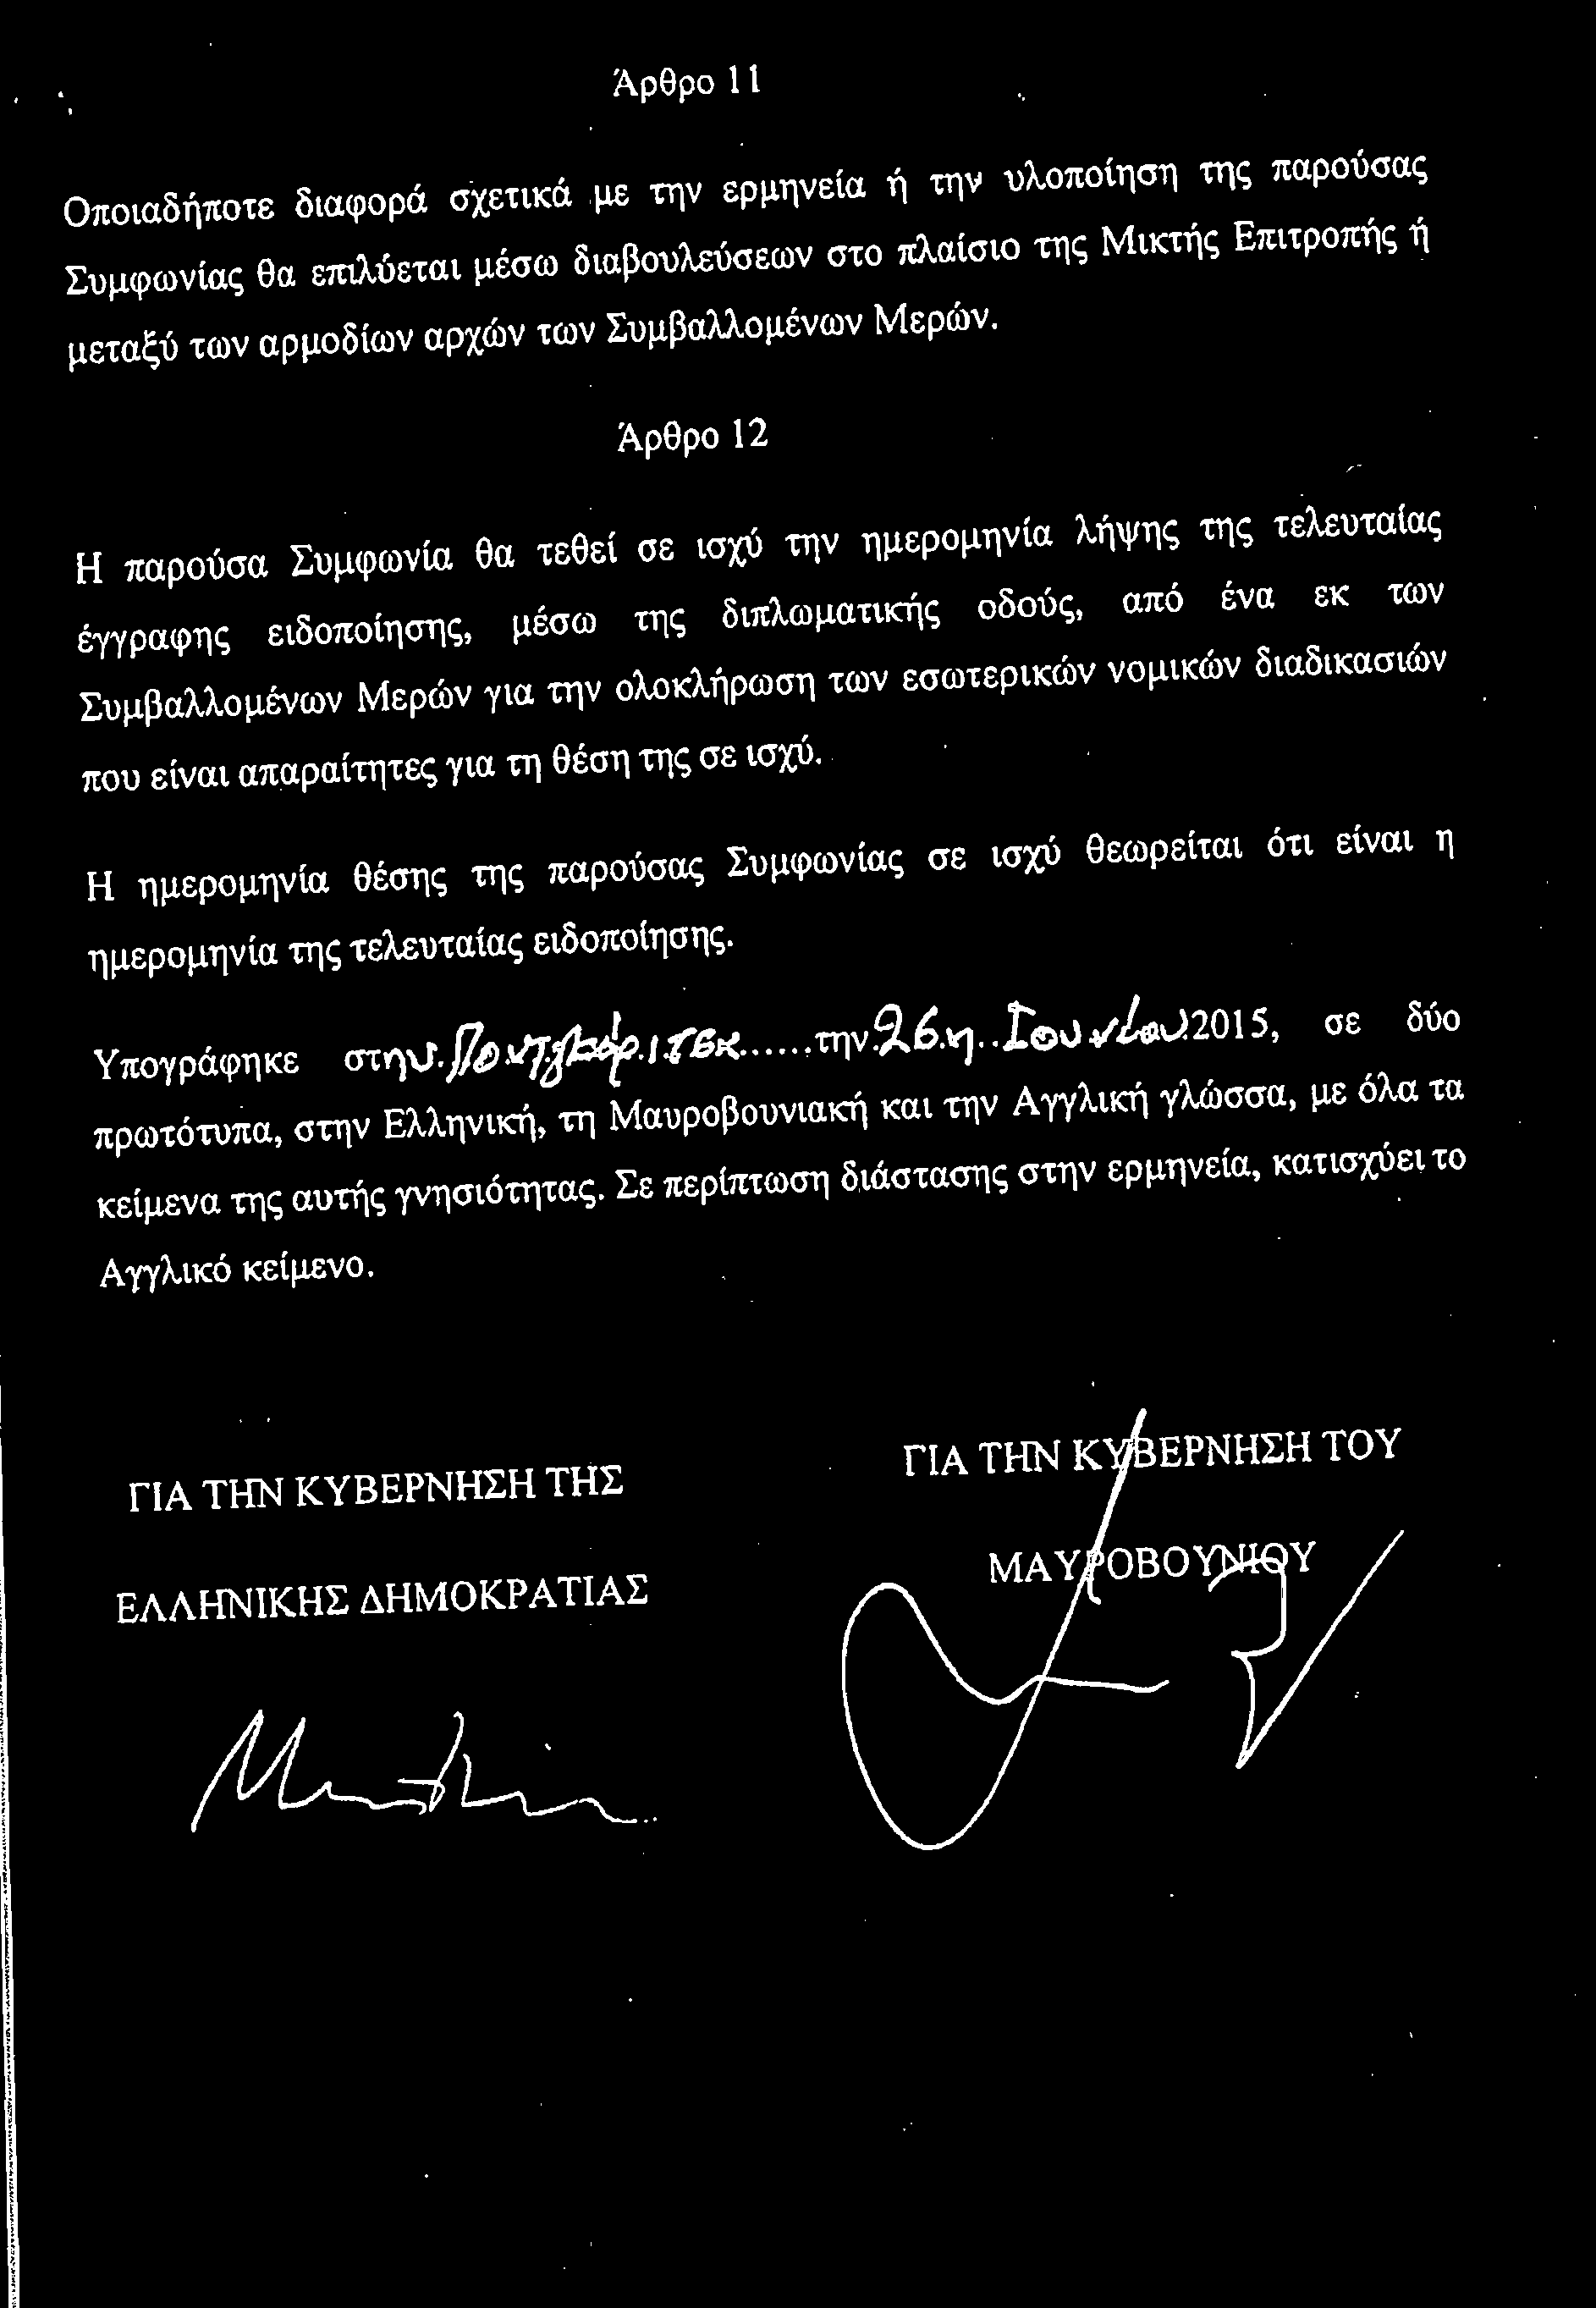 Άρθρο 11
Οποιαδήποτε διαφορά σχετικά με την ερμηνεία ή την υλοποίηση της παρούσας
Συμφωνίας θα επιλύεται μέσω διαβουλεύσεων στο πλαίσιο της Μικτής Επιτροπής ή
μεταξύ των αρμοδίων αρχών των Συμβαλλομένων Μερών.
Άρθρο 12
Η παρούσα Συμφωνία θα τεθεί σε ισχύ την ημερομηνία λήψης της τελευταίας
έγγραφης ειδοποίησης, μέσω της διπλωματικής οδούς, από ένα εκ των
Συμβαλλομένων Μερών για την ολοκλήρωση των εσωτερικών νομικών διαδικασιών
που είναι απαραίτητες για τη θέση της σε ισχύ.
Η ημερομηνία θέσης της παρούσας Συμφωνίας σε ισχύ θεωρείται ότι είναι η
ημερομηνία της τελευταίας ειδοποίησης.
Υπογράφηκε στην.Ποντγκόριτσκ......την.26.η..Ιουνίου.2015, σε δύο
πρωτότυπα, στην Ελληνική, τη Μαυροβουνιακή και την Αγγλική γλώσσα, με όλα τα
κείμενα της αυτής γνησιότητας. Σε περίπτωση διάστασης στην ερμηνεία, κατισχύει το
Αγγλικό κείμενο.
ΓΙΑ ΤΗΝ ΚΥΒΕΡΝΗΣΗ ΤΗΣ
ΕΛΛΗΝΙΚΗΣ ΔΗΜΟΚΡΑΤΙΑΣ
ΓΙΑ ΤΗΝ ΚΥΒΕΡΝΗΣΗ ΤΟΥ
ΜΑΥΡΟΒΟΥΝΙΟΥ